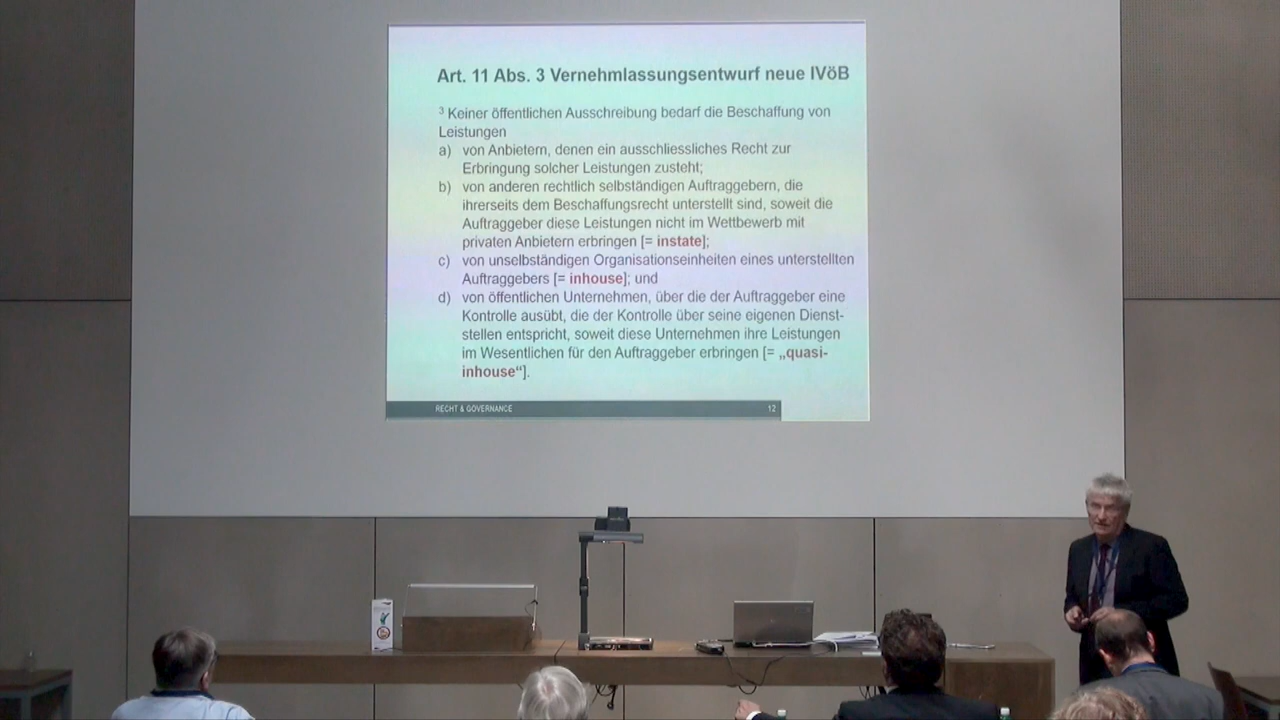 Art. 11 Abs. 3 Vernehmlassungsentwurf neue IVöB
³ Keiner öffentlichen Ausschreibung bedarf die Beschaffung von
Leistungen
a) von Anbietern, denen ein ausschliessliches Recht zur
Erbringung solcher Leistungen zusteht;
b) von anderen rechtlich selbständigen Auftraggebern, die
ihrerseits dem Beschaffungsrecht unterstellt sind, soweit die
Auftraggeber diese Leistungen nicht im Wettbewerb mit
privaten Anbietern erbringen [= instate];
c) von unselbständigen Organisationseinheiten eines unterstellten
Auftraggebers [= inhouse]; und
d) von öffentlichen Unternehmen, über die der Auftraggeber eine
Kontrolle ausübt, die der Kontrolle über seine eigenen Dienst-
stellen entspricht, soweit diese Unternehmen ihre Leistungen
im Wesentlichen für den Auftraggeber erbringen [= „quasi-
inhouse“].
RECHT & GOVERNANCE 12